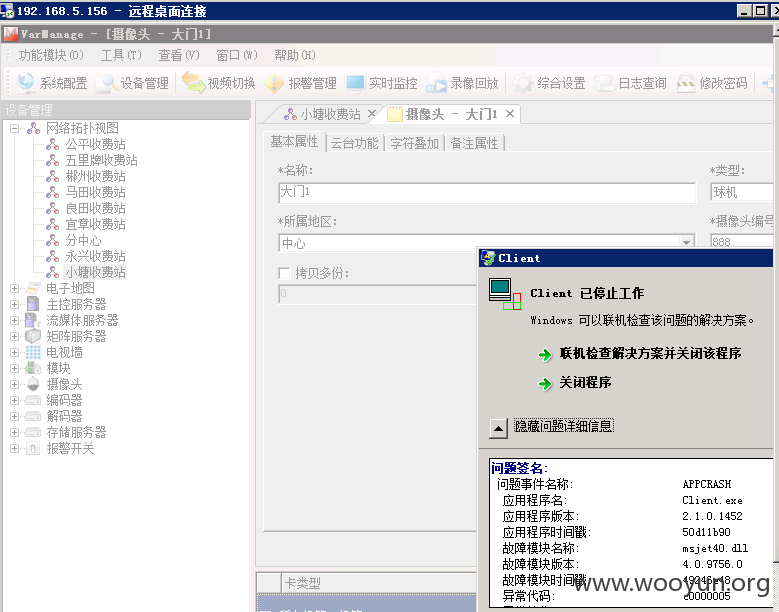 192.168.5.156 - 远程桌面连接
VarManage - [摄像头 - 大门1]
功能模块(O) 工具(T) 查看(V) 窗口(W) 帮助(H)
系统配置 设备管理 视频切换 报警管理 实时监控 录像回放 综合设置 日志查询 修改密码
设备管理
网络拓扑视图
公平收费站
五里牌收费站
郴州收费站
马田收费站
良田收费站
宜章收费站
分中心
永兴收费站
小塘收费站
电子地图
主控服务器
流媒体服务器
矩阵服务器
电视墙
模块
摄像头
编码器
解码器
存储服务器
报警开关
小塘收费站 摄像头 - 大门1
基本属性 云台功能 字符叠加 备注属性
*名称: *类型:
大门1 球机
*所属地区: *摄像头编号
中心 888
拷贝多份:
0
卡类型
Client
Client 已停止工作
Windows 可以联机检查该问题的解决方案。
联机检查解决方案并关闭该程序
关闭程序
隐藏问题详细信息
问题签名:
问题事件名称: APPCRASH
应用程序名: Client.exe
应用程序版本: 2.1.0.1452
应用程序时间戳: 50d11b90
故障模块名称: msjet40.dll
故障模块版本: 4.0.9756.0
故障模块时间戳: 49246e48
异常代码: c0000005
www.wooyun.org